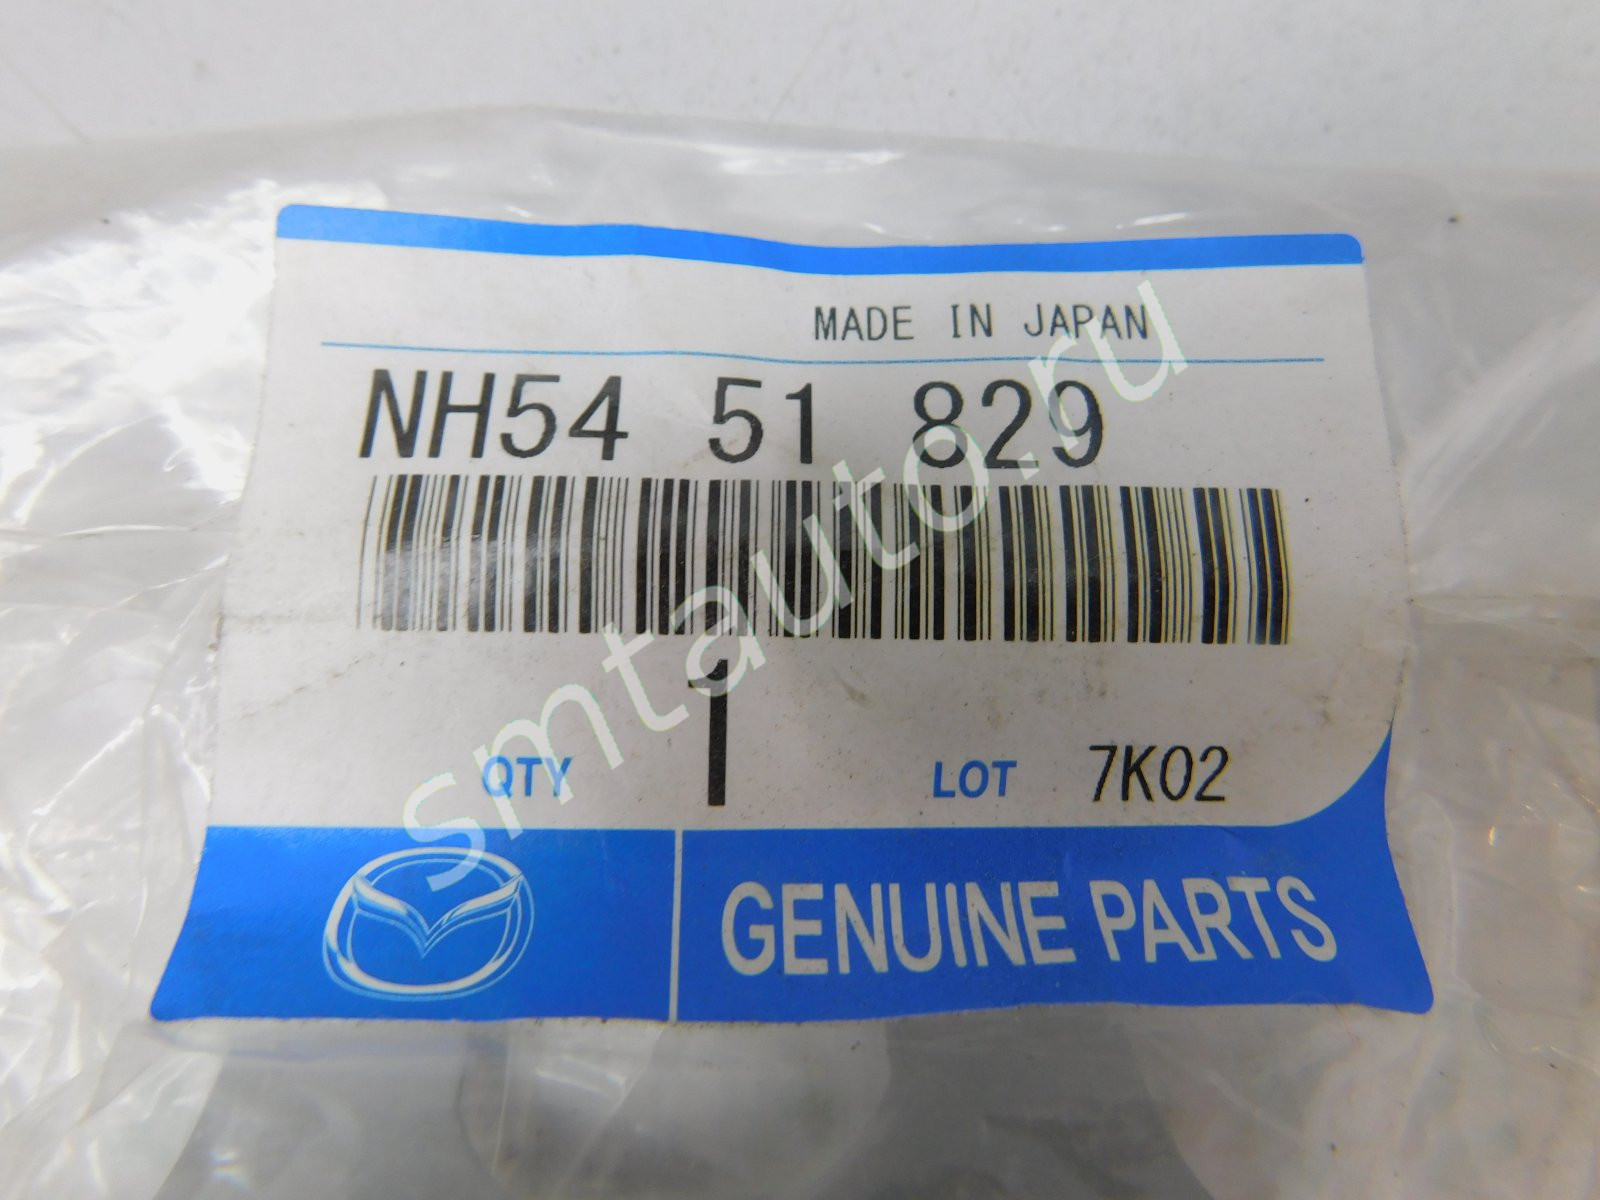 MADE IN JAPAN
NH54 51 829
QTY 1 LOT 7K02
GENUINE PARTS
smtauto.ru